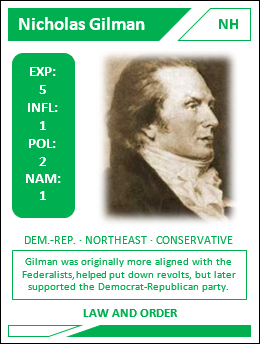 Nicholas Gilman
NH
EXP:
5
INFL:
1
POL:
2
NAM:
1
DEM.-REP. · NORTHEAST · CONSERVATIVE
Gilman was originally more aligned with the
Federalists, helped put down revolts, but later
supported the Democrat-Republican party.
LAW AND ORDER